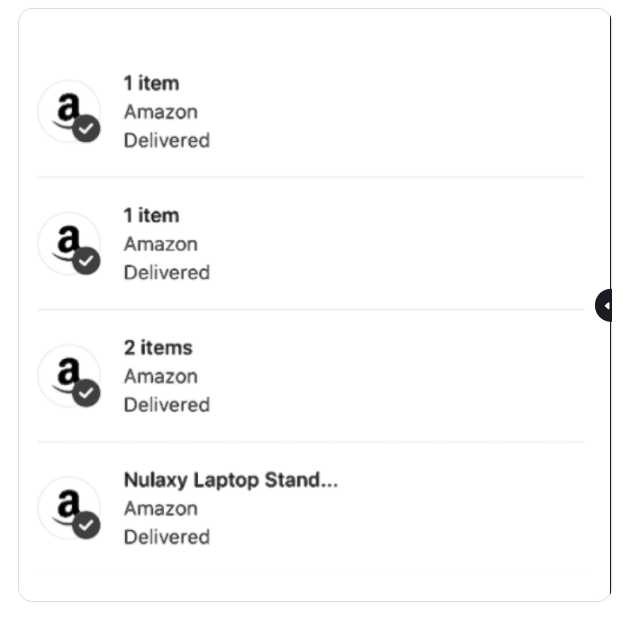 1 item
Amazon
Delivered
1 item
Amazon
Delivered
2 items
Amazon
Delivered
Nulaxy Laptop Stand...
Amazon
Delivered